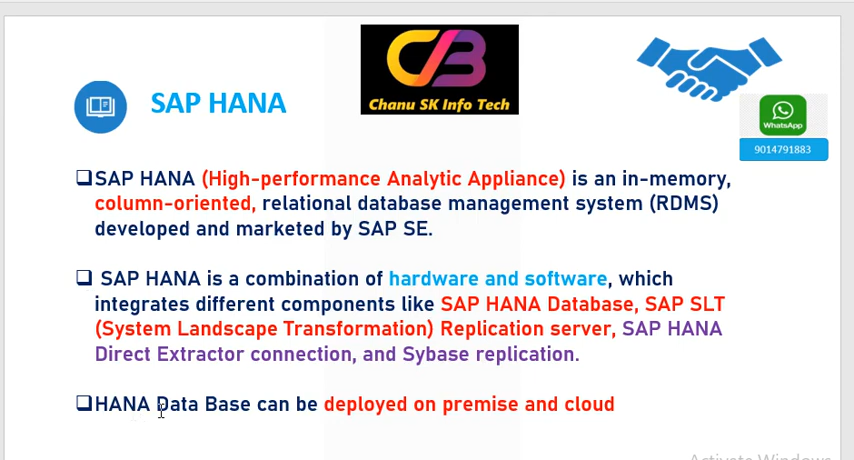 Chanu SK Info Tech
SAP HANA
WhatsApp
9014791883
SAP HANA (High-performance Analytic Appliance) is an in-memory,
column-oriented, relational database management system (RDMS)
developed and marketed by SAP SE.
SAP HANA is a combination of hardware and software, which
integrates different components like SAP HANA Database, SAP SLT
(System Landscape Transformation) Replication server, SAP HANA
Direct Extractor connection, and Sybase replication.
HANA Data Base can be deployed on premise and cloud
Activate Windows